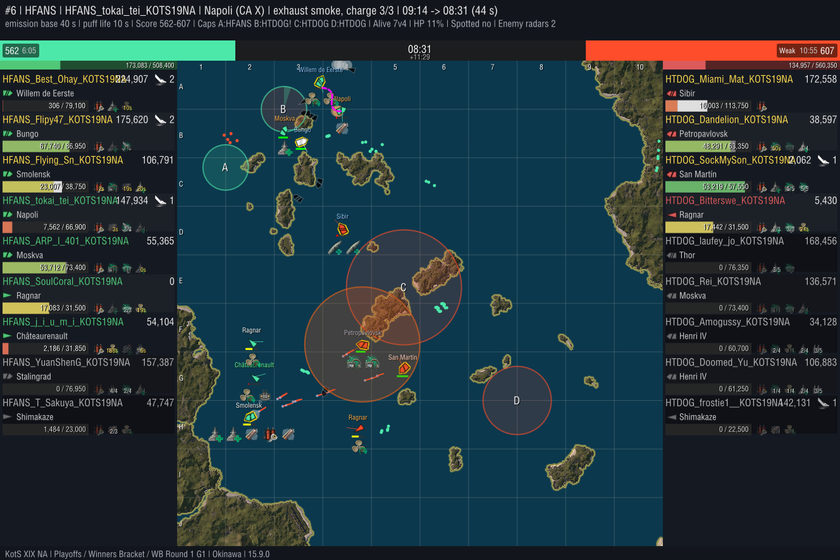 #6 | HFANS | HFANS_tokai_tei_KOTS19NA | Napoli (CA X) | exhaust smoke, charge 3/3 | 09:14 -> 08:31 (44 s)
emission base 40 s | puff life 10 s | Score 562-607 | Caps A:HFANS B:HTDOG! C:HTDOG D:HTDOG | Alive 7v4 | HP 11% | Spotted no | Enemy radars 2
562 6:05
08:31
+11:29
Weak 10:55 607
173,083 / 508,400
134,957 / 560,350
HFANS_Best_Ohay_KOTS19NA 224,907 2
Willem de Eerste
306 / 79,100
HFANS_Flipy47_KOTS19NA 175,620 2
Bungo
HFANS_Flying_Sn_KOTS19NA 106,791
Smolensk
23,007 / 38,750
HFANS_tokai_tei_KOTS19NA 147,934 1
Napoli
7,562 / 66,900
HFANS_ARP_I_401_KOTS19NA 55,365
Moskva
53,712 / 73,400
HFANS_SoulCoral_KOTS19NA 0
Ragnar
17,083 / 31,500
HFANS_j_i_u_m_i_KOTS19NA 54,104
Châteaurenault
2,186 / 31,850
HFANS_YuanShenG_KOTS19NA 157,387
Stalingrad
0 / 76,950
HFANS_T_Sakuya_KOTS19NA 47,747
Shimakaze
1,484 / 23,000
1 2 3 4 5 6 7 8 9
A
B
C
D
E
G
Willem de Eerste
Napoli
B
Moskva
Bungo
A
Sibir
C
Ragnar
Petropavlovsk
Châteaurenault
San Martín
D
Smolensk
Ragnar
HTDOG_Miami_Mat_KOTS19NA 172,558
Sibir
HTDOG_Dandelion_KOTS19NA 38,597
Petropavlovsk
HTDOG_SockMySon_KOTS19NA 1
San Martín
HTDOG_Bitterswe_KOTS19NA 5,430
Ragnar
17,442 / 31,500
HTDOG_laufey_jo_KOTS19NA 168,456
Thor
0 / 76,350
HTDOG_Rei_KOTS19NA 136,571
Moskva
0 / 73,400
HTDOG_Amogussy_KOTS19NA 34,128
Henri IV
0 / 60,700
HTDOG_Doomed_Yu_KOTS19NA 106,883
Henri IV
0 / 61,250
HTDOG_frostie1__KOTS19NA 142,131 1
Shimakaze
0 / 22,500
KotS XIX NA | Playoffs / Winners Bracket / WB Round 1 G1 | Okinawa | 15.9.0